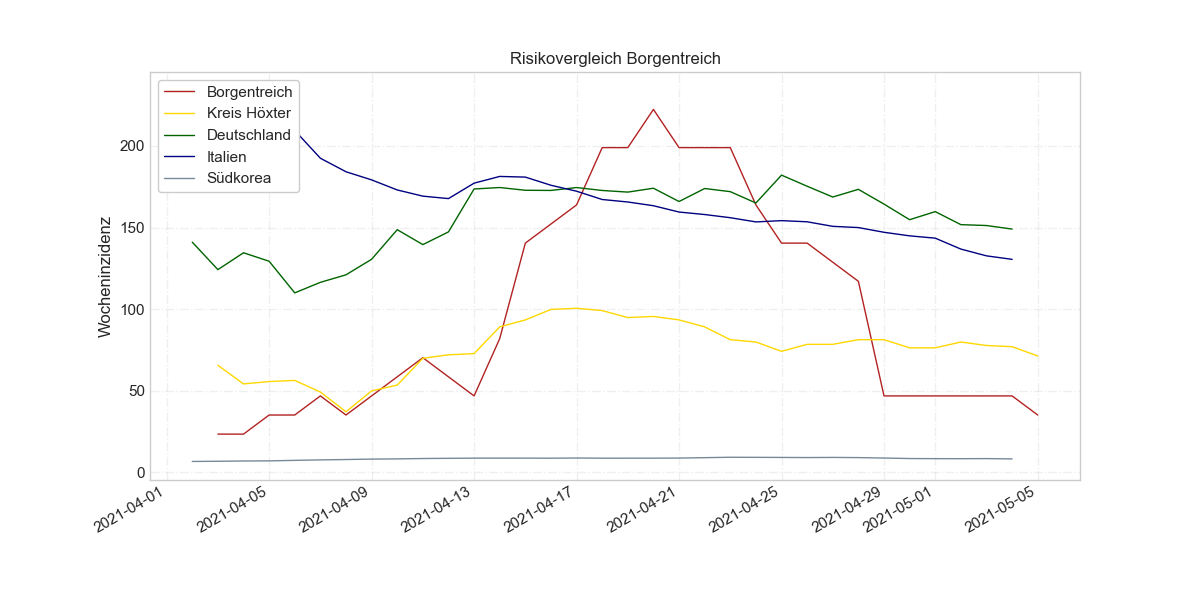 Risikovergleich Borgentreich
Borgentreich
Kreis Höxter
Deutschland
Italien
Südkorea
Wocheninzidenz
200
150
100
50
0
2021-04-01
2021-04-05
2021-04-09
2021-04-13
2021-04-17
2021-04-21
2021-04-25
2021-04-29
2021-05-01
2021-05-05